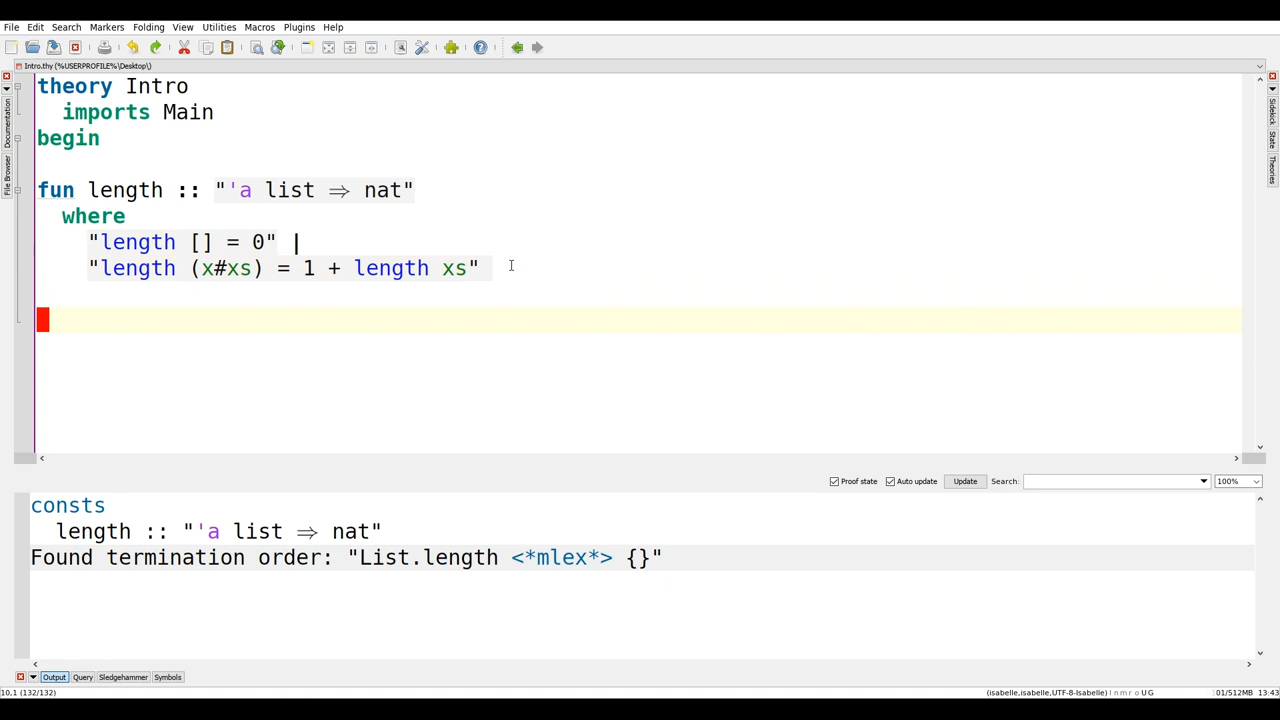 File Edit Search Markers Folding View Utilities Macros Plugins Help
Intro.thy (%USERPROFILE%\Desktop\)
theory Intro
imports Main
begin
fun length :: "'a list ⇒ nat"
where
"length [] = 0" |
"length (x#xs) = 1 + length xs"
Documentation
File Browser
Sidekick
State
Theories
Proof state Auto update Update Search: 100%
consts
length :: "'a list ⇒ nat"
Found termination order: "List.length <*mlex*> {}"
Output Query Sledgehammer Symbols
10,1 (132/132) (isabelle,isabelle,UTF-8-Isabelle) l n m r o U G 01/512MB 13:43